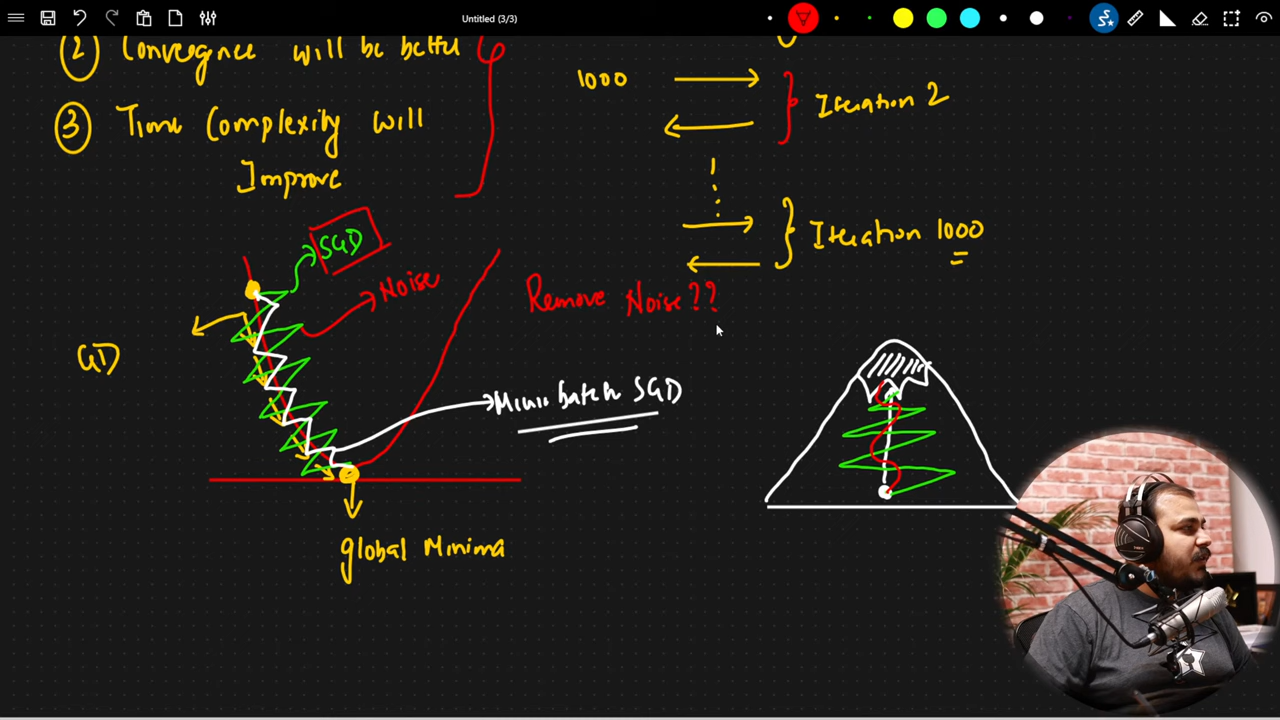 Untitled (3/3)
② Convergnce will be better
③ Time Complexity will
Improve
1000
Iteration 2
Iteration 1000
SGD
Noise
Remove Noise??
GD
Mini batch SGD
global Minima